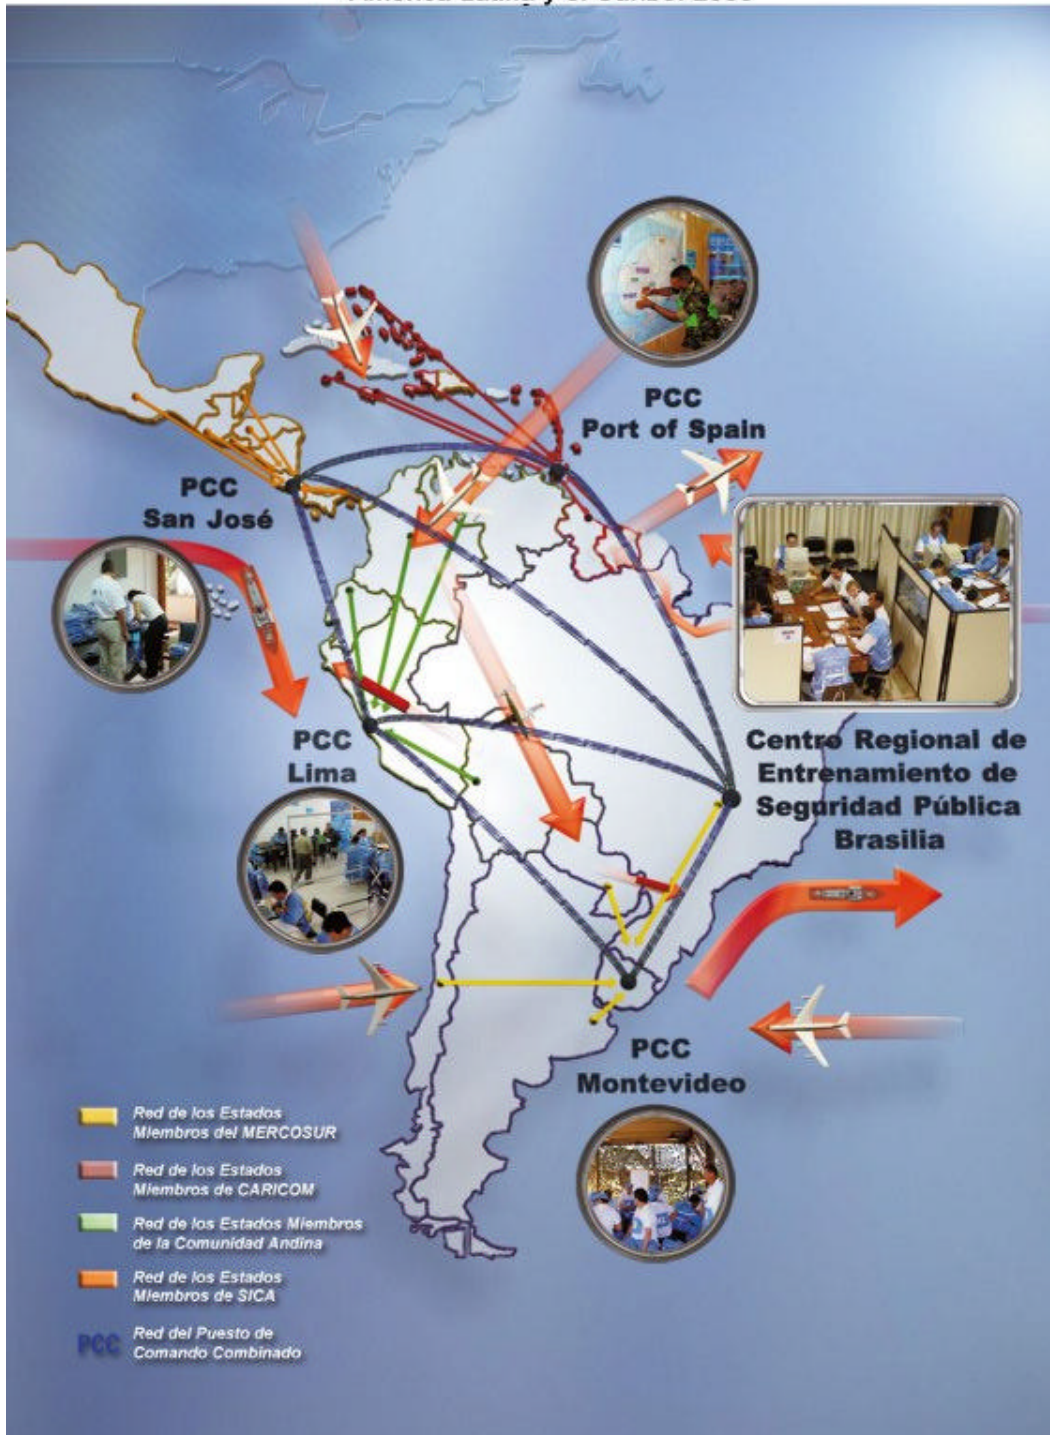 PCC
Port of Spain
PCC
San José
PCC
Lima
Centro Regional de
Entrenamiento de
Seguridad Pública
Brasilia
PCC
Montevideo
Red de los Estados
Miembros del MERCOSUR
Red de los Estados
Miembros de CARICOM
Red de los Estados Miembros
de la Comunidad Andina
Red de los Estados
Miembros de SICA
PCC Red del Puesto de
Comando Combinado